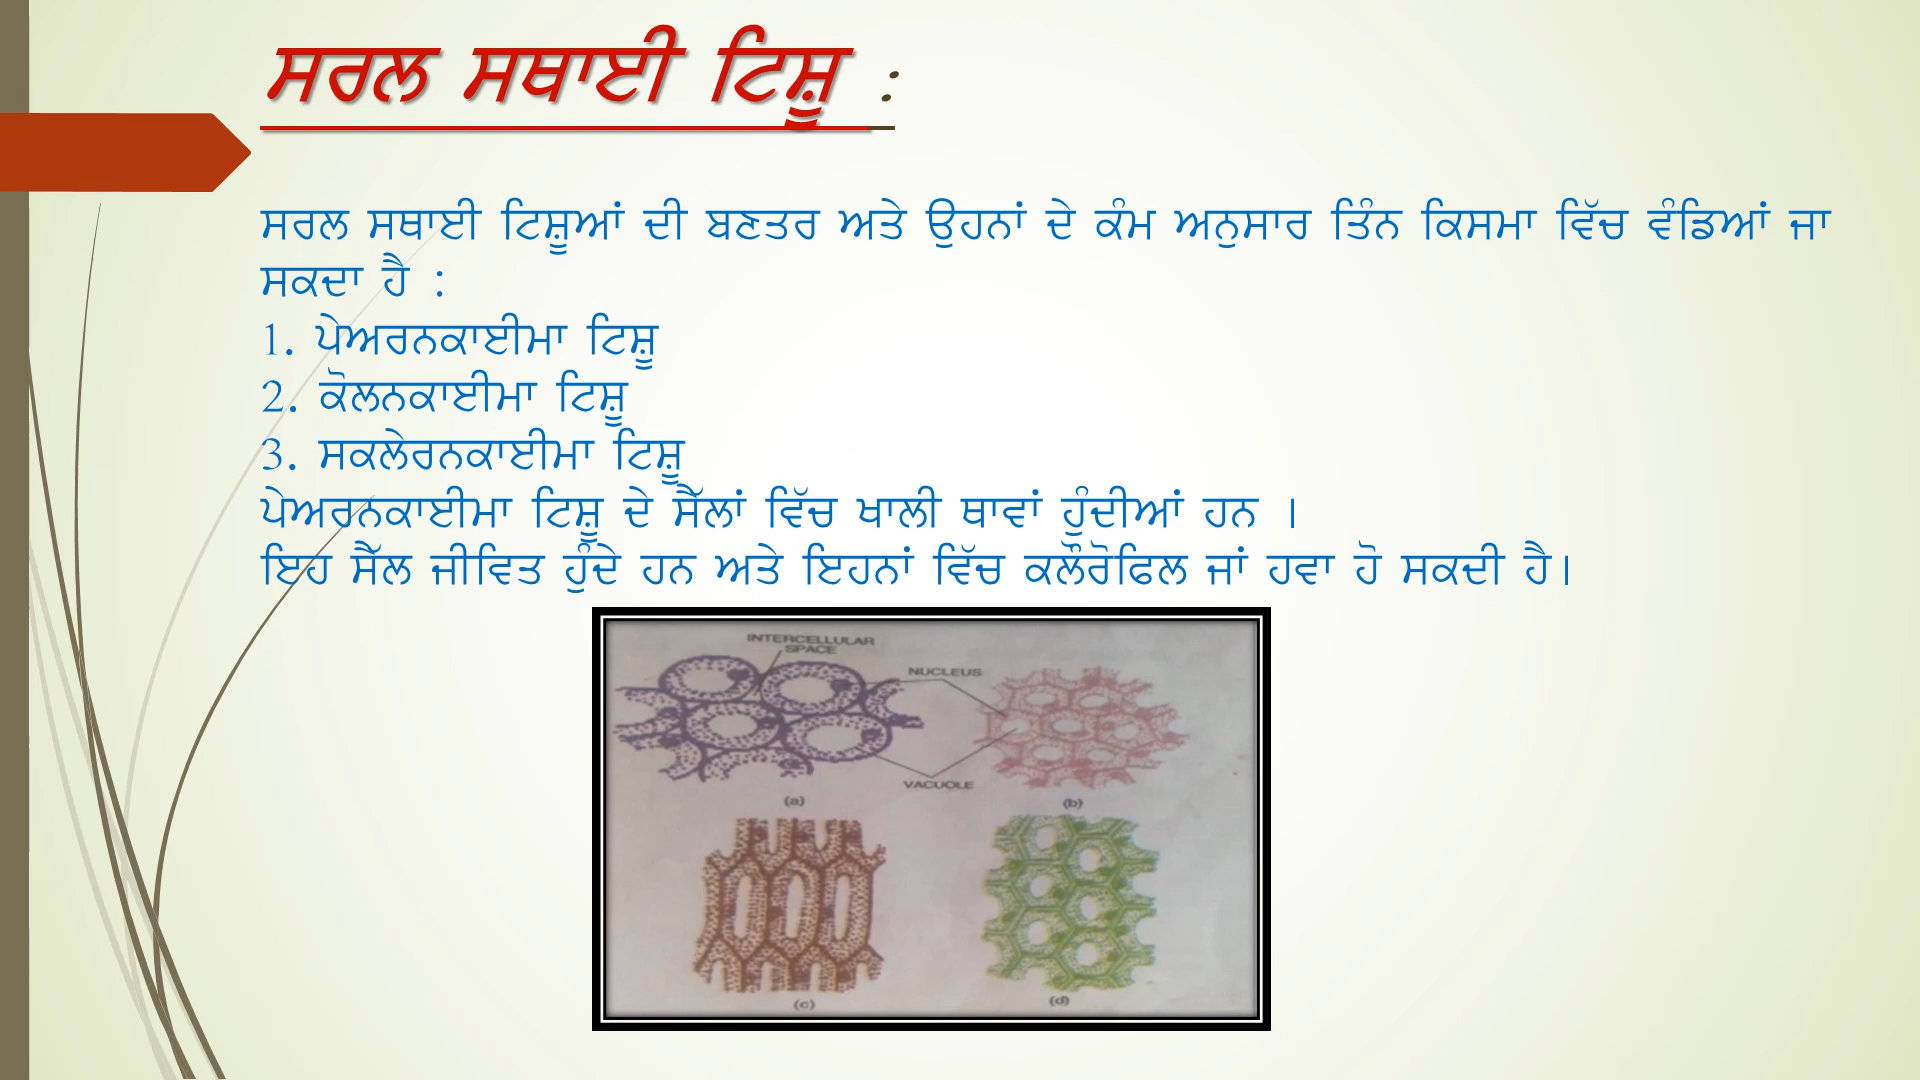 ਸਰਲ ਸਥਾਈ ਟਿਸ਼ੂ :
ਸਰਲ ਸਥਾਈ ਟਿਸ਼ੂਆਂ ਦੀ ਬਣਤਰ ਅਤੇ ਉਹਨਾਂ ਦੇ ਕੰਮ ਅਨੁਸਾਰ ਤਿੰਨ ਕਿਸਮਾ ਵਿੱਚ ਵੰਡਿਆਂ ਜਾ
ਸਕਦਾ ਹੈ :
1. ਪੇਅਰਨਕਾਈਮਾ ਟਿਸ਼ੂ
2. ਕੋਲਨਕਾਈਮਾ ਟਿਸ਼ੂ
3. ਸਕਲੇਰਨਕਾਈਮਾ ਟਿਸ਼ੂ
ਪੇਅਰਨਕਾਈਮਾ ਟਿਸ਼ੂ ਦੇ ਸੈੱਲਾਂ ਵਿੱਚ ਖਾਲੀ ਥਾਵਾਂ ਹੁੰਦੀਆਂ ਹਨ ।
ਇਹ ਸੈੱਲ ਜੀਵਿਤ ਹੁੰਦੇ ਹਨ ਅਤੇ ਇਹਨਾਂ ਵਿੱਚ ਕਲੌਰੋਫਿਲ ਜਾਂ ਹਵਾ ਹੋ ਸਕਦੀ ਹੈ।
INTERCELLULAR
SPACE
NUCLEUS
VACUOLE
(a)
(b)
(c)
(d)